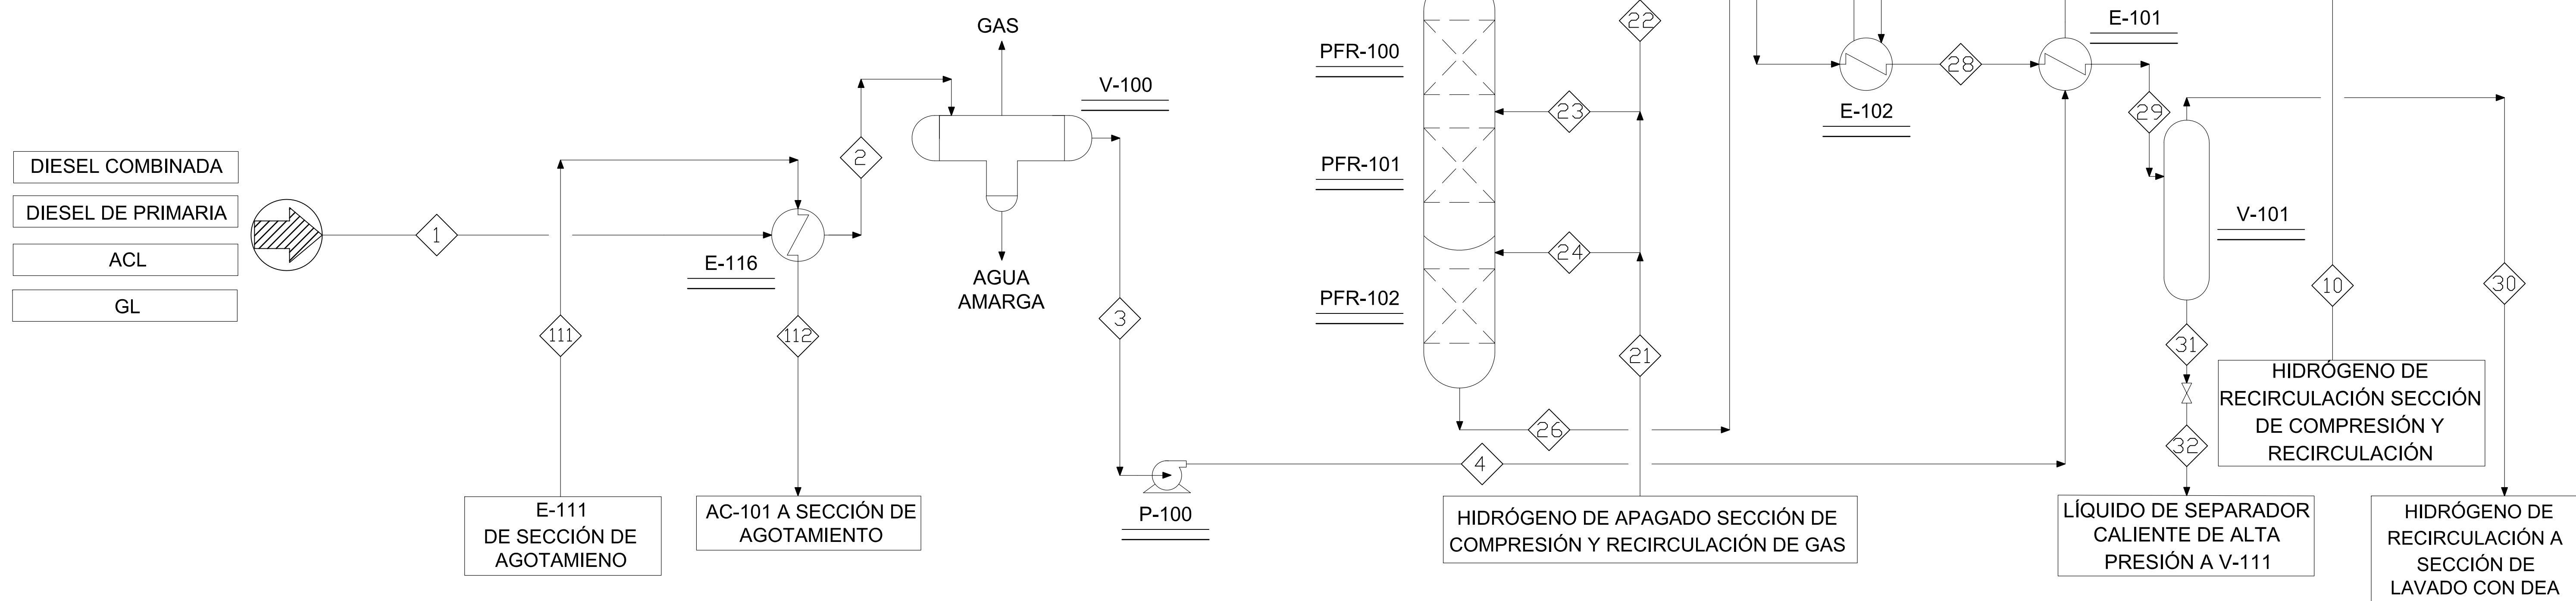 DIESEL COMBINADA
DIESEL DE PRIMARIA
ACL
GL
1
111
E-111
DE SECCIÓN DE
AGOTAMIENO
E-116
112
AC-101 A SECCIÓN DE
AGOTAMIENTO
2
GAS
V-100
AGUA
AMARGA
3
P-100
4
PFR-100
PFR-101
PFR-102
22
23
24
21
26
HIDRÓGENO DE APAGADO SECCIÓN DE
COMPRESIÓN Y RECIRCULACIÓN DE GAS
E-102
28
E-101
29
V-101
31
32
LÍQUIDO DE SEPARADOR
CALIENTE DE ALTA
PRESIÓN A V-111
10
HIDRÓGENO DE
RECIRCULACIÓN SECCIÓN
DE COMPRESIÓN Y
RECIRCULACIÓN
30
HIDRÓGENO DE
RECIRCULACIÓN A
SECCIÓN DE
LAVADO CON DEA